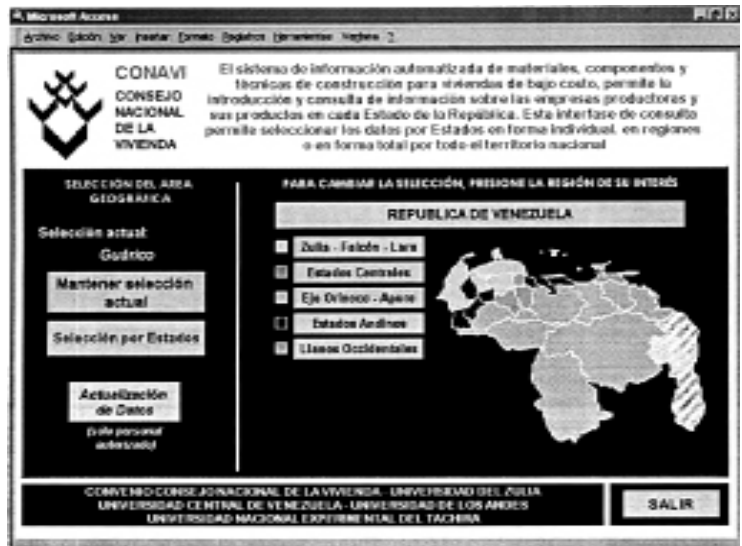 Microsoft Access
Archivo Edición Ver Insertar Formato Registros Herramientas Ventana ?
CONAVI
CONSEJO
NACIONAL
DE LA
VIVIENDA
El sistema de información automatizada de materiales, componentes y
técnicas de construcción para viviendas de bajo costo, permite la
introducción y consulta de información sobre las empresas productoras y
sus productos en cada Estado de la República. Esta interfase de consulta
permite seleccionar los datos por Estados en forma individual, en regiones
o en forma total por todo el territorio nacional
SELECCIÓN DEL AREA
GEOGRAFICA
Selección actual:
Guárico
Mantener selección
actual
Selección por Estados
Actualización
de Datos
(solo personal
autorizado)
PARA CAMBIAR LA SELECCIÓN, PRESIONE LA REGIÓN DE SU INTERÉS
REPUBLICA DE VENEZUELA
Zulia - Falcón - Lara
Estados Centrales
Eje Orinoco - Apure
Estados Andinos
Llanos Occidentales
CONVENIO CONSEJO NACIONAL DE LA VIVIENDA - UNIVERSIDAD DEL ZULIA
UNIVERSIDAD CENTRAL DE VENEZUELA - UNIVERSIDAD DE LOS ANDES
UNIVERSIDAD NACIONAL EXPERIMENTAL DEL TACHIRA
SALIR